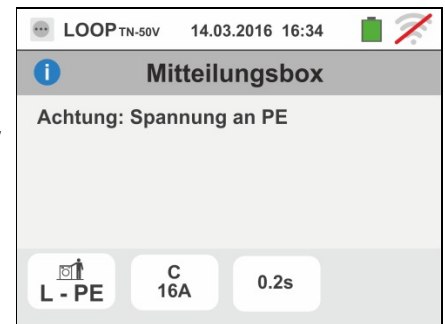 LOOP TN-50V 14.03.2016 16:34
Mitteilungsbox
Achtung: Spannung an PE
L - PE
C
16A
0.2s